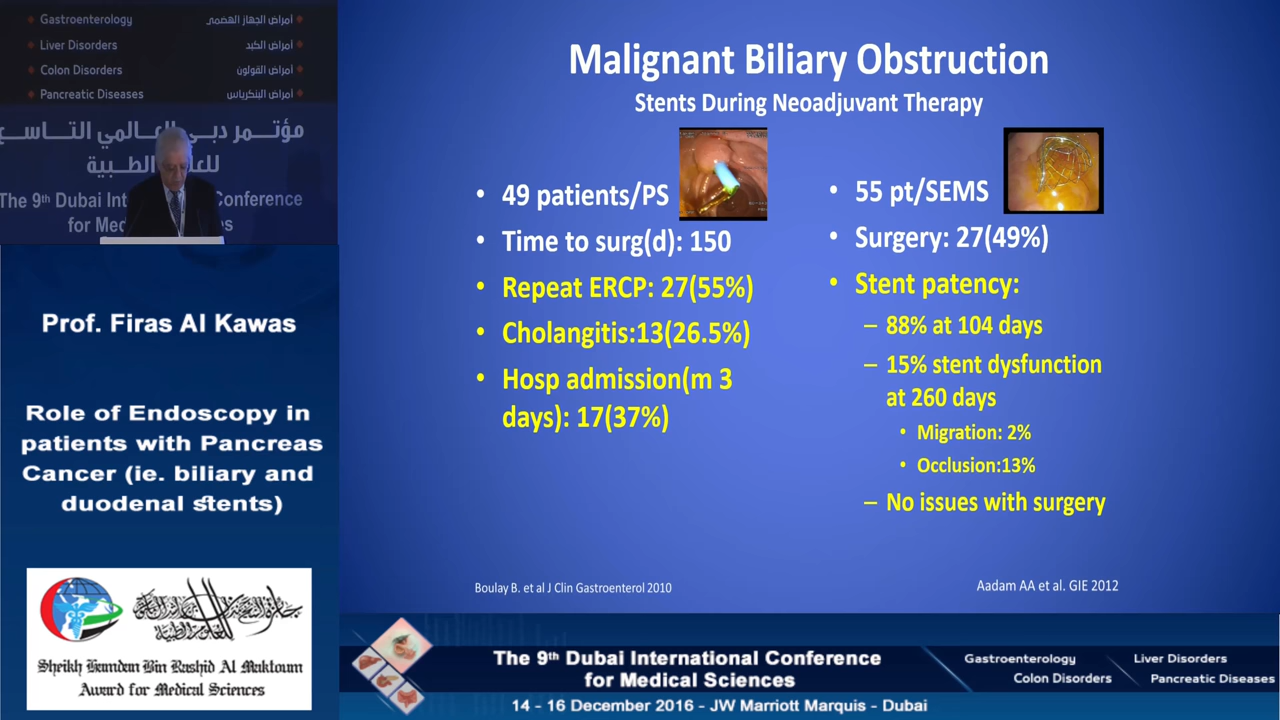 Gastroenterology
أمراض الجهاز الهضمي
Liver Disorders
أمراض الكبد
Colon Disorders
أمراض القولون
Pancreatic Diseases
أمراض البنكرياس
مؤتمر دبي العالمي التاسع
للعلوم الطبية
The 9th Dubai International Conference
Prof. Firas Al Kawas
Role of Endoscopy in
patients with Pancreas
Cancer (ie. biliary and
duodenal stents)
Sheikh Hamdan Bin Rashid Al Maktoum
Award for Medical Sciences
Malignant Biliary Obstruction
Stents During Neoadjuvant Therapy
• 49 patients/PS
• Time to surg(d): 150
• Repeat ERCP: 27(55%)
• Cholangitis:13(26.5%)
• Hosp admission(m 3
days): 17(37%)
Boulay B. et al J Clin Gastroenterol 2010
• 55 pt/SEMS
• Surgery: 27(49%)
• Stent patency:
– 88% at 104 days
– 15% stent dysfunction
at 260 days
• Migration: 2%
• Occlusion:13%
– No issues with surgery
Aadam AA et al. GIE 2012
The 9th Dubai International Conference
for Medical Sciences
14 - 16 December 2016 - JW Marriott Marquis - Dubai
Gastroenterology
Liver Disorders
Colon Disorders
Pancreatic Diseases